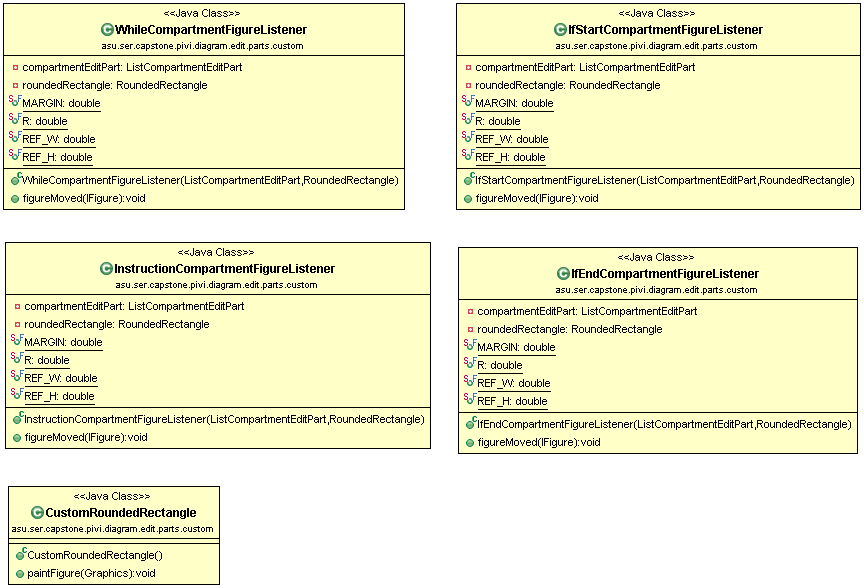 <<Java Class>>
WhileCompartmentFigureListener
asu.ser.capstone.pivi.diagram.edit.parts.custom
compartmentEditPart: ListCompartmentEditPart
roundedRectangle: RoundedRectangle
MARGIN: double
R: double
REF_W: double
REF_H: double
WhileCompartmentFigureListener(ListCompartmentEditPart,RoundedRectangle)
figureMoved(IFigure):void
<<Java Class>>
IfStartCompartmentFigureListener
asu.ser.capstone.pivi.diagram.edit.parts.custom
compartmentEditPart: ListCompartmentEditPart
roundedRectangle: RoundedRectangle
MARGIN: double
R: double
REF_W: double
REF_H: double
IfStartCompartmentFigureListener(ListCompartmentEditPart,RoundedRectangle)
figureMoved(IFigure):void
<<Java Class>>
InstructionCompartmentFigureListener
asu.ser.capstone.pivi.diagram.edit.parts.custom
compartmentEditPart: ListCompartmentEditPart
roundedRectangle: RoundedRectangle
MARGIN: double
R: double
REF_W: double
REF_H: double
InstructionCompartmentFigureListener(ListCompartmentEditPart,RoundedRectangle)
figureMoved(IFigure):void
<<Java Class>>
IfEndCompartmentFigureListener
asu.ser.capstone.pivi.diagram.edit.parts.custom
compartmentEditPart: ListCompartmentEditPart
roundedRectangle: RoundedRectangle
MARGIN: double
R: double
REF_W: double
REF_H: double
IfEndCompartmentFigureListener(ListCompartmentEditPart,RoundedRectangle)
figureMoved(IFigure):void
<<Java Class>>
CustomRoundedRectangle
asu.ser.capstone.pivi.diagram.edit.parts.custom
CustomRoundedRectangle()
paintFigure(Graphics):void